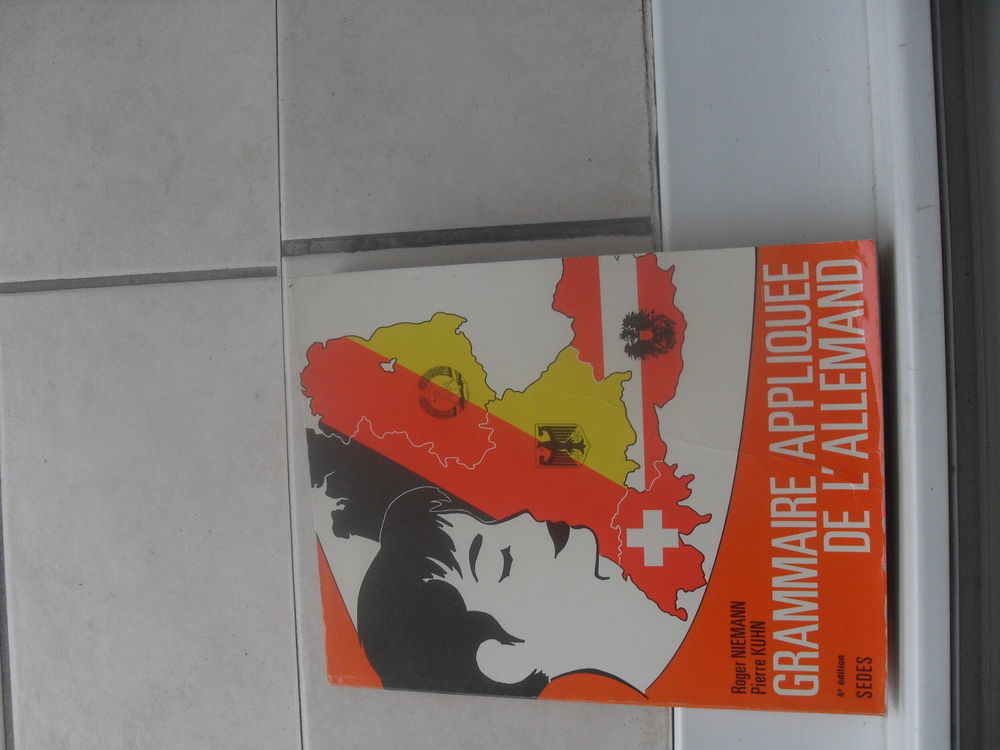 Roger NIEMANN
Pierre KUHN
GRAMMAIRE APPLIQUEE
DE L'ALLEMAND
4e édition
SEDES